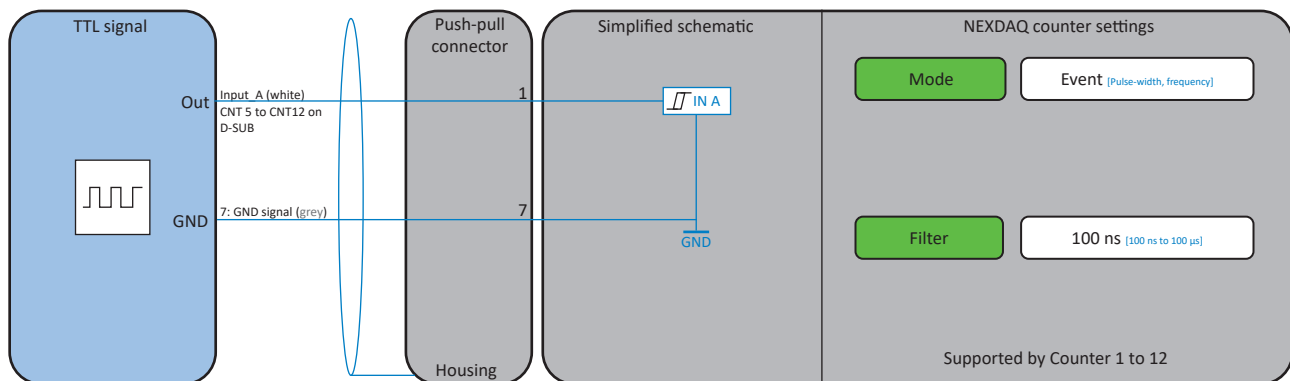 TTL signal
Push-pull
connector
Simplified schematic
NEXDAQ counter settings
Mode
Event [Pulse-width, frequency]
Out
Input_A (white)
CNT 5 to CNT12 on
D-SUB
1
IN A
GND
7: GND signal (grey)
7
GND
Filter
100 ns [100 ns to 100 µs]
Housing
Supported by Counter 1 to 12